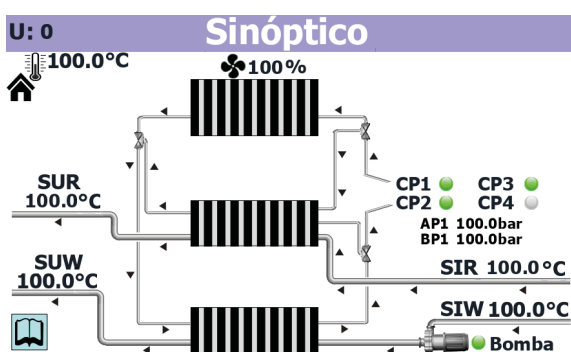 U: 0
Sinóptico
100.0°C
100%
SUR
100.0°C
CP1
CP3
CP2
CP4
AP1 100.0bar
BP1 100.0bar
SUW
100.0°C
SIR 100.0°C
SIW 100.0°C
Bomba